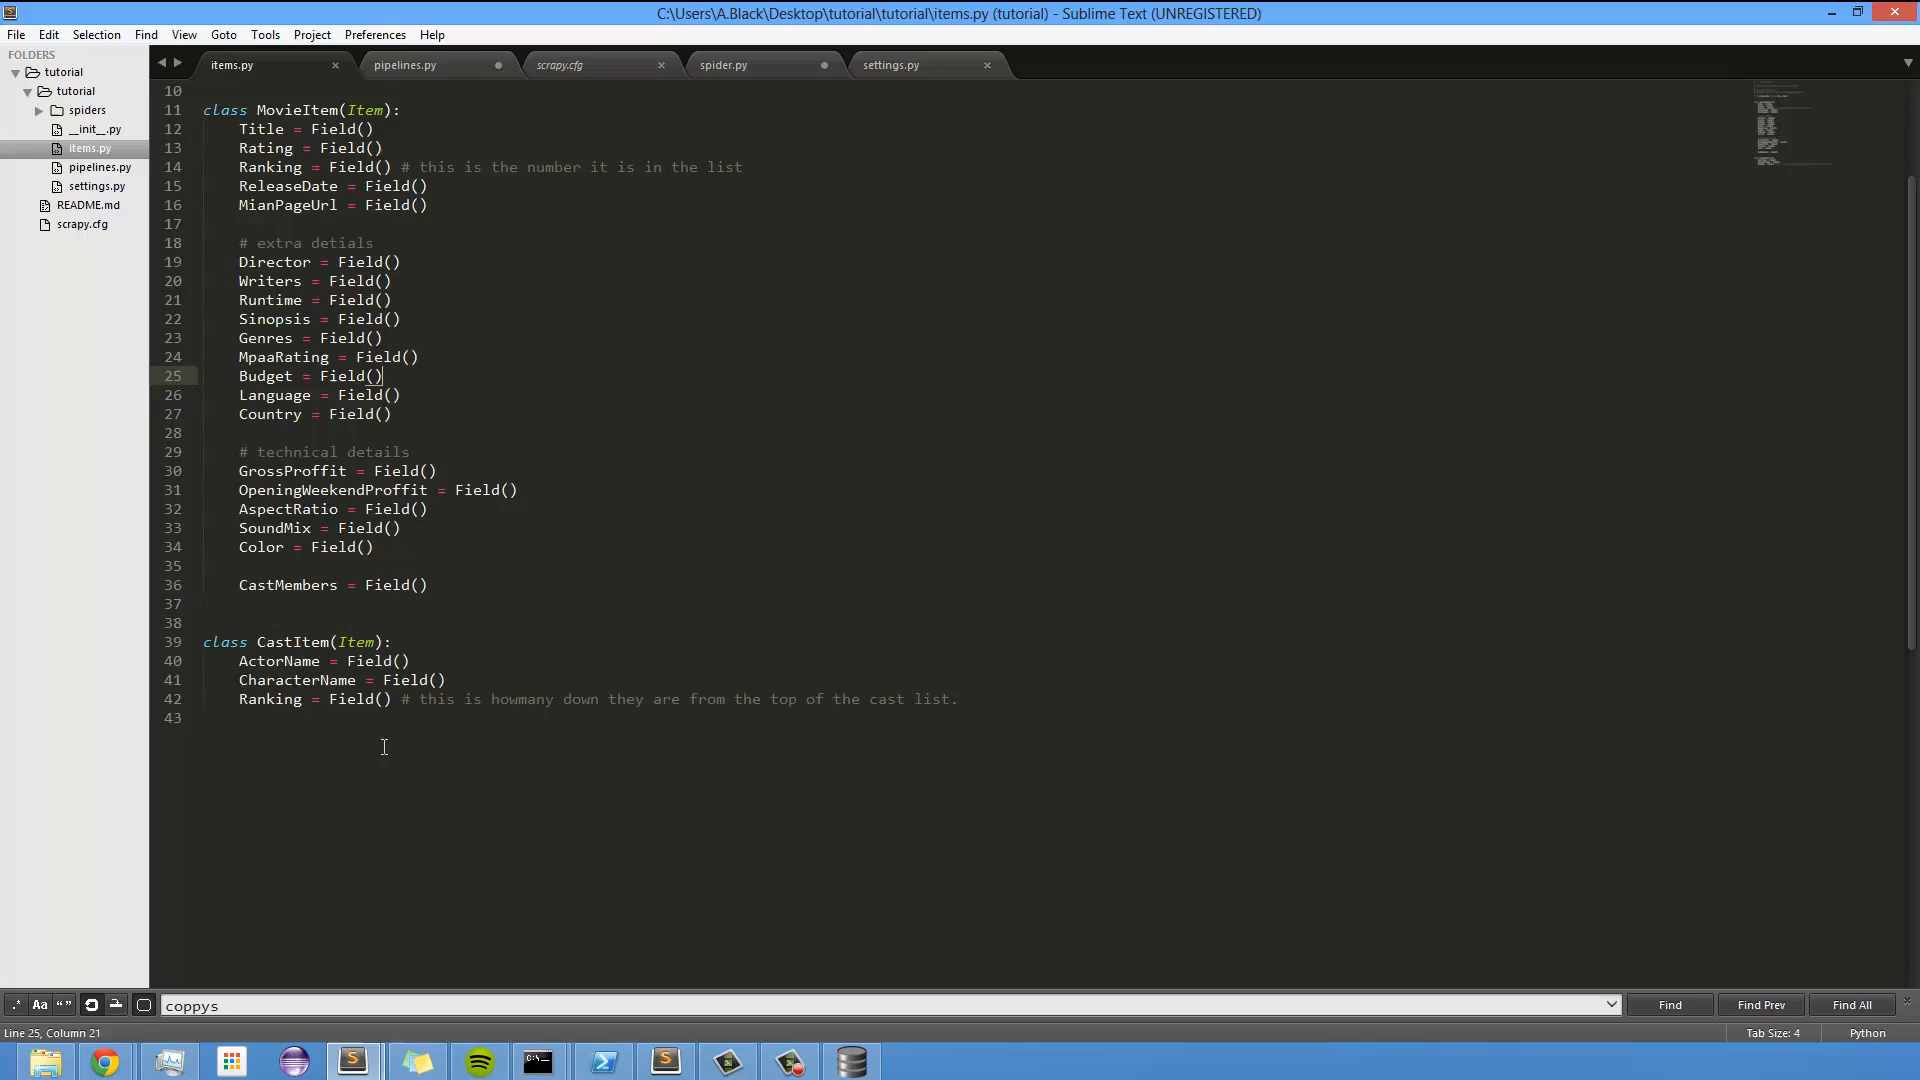 C:\Users\A.Black\Desktop\tutorial\tutorial\items.py (tutorial) - Sublime Text (UNREGISTERED)
File Edit Selection Find View Goto Tools Project Preferences Help
FOLDERS
tutorial
tutorial
spiders
__init__.py
items.py
pipelines.py
settings.py
README.md
scrapy.cfg
items.py pipelines.py scrapy.cfg spider.py settings.py
10
11 class MovieItem(Item):
12 Title = Field()
13 Rating = Field()
14 Ranking = Field() # this is the number it is in the list
15 ReleaseDate = Field()
16 MianPageUrl = Field()
17
18 # extra detials
19 Director = Field()
20 Writers = Field()
21 Runtime = Field()
22 Sinopsis = Field()
23 Genres = Field()
24 MpaaRating = Field()
25 Budget = Field()
26 Language = Field()
27 Country = Field()
28
29 # technical details
30 GrossProffit = Field()
31 OpeningWeekendProffit = Field()
32 AspectRatio = Field()
33 SoundMix = Field()
34 Color = Field()
35
36 CastMembers = Field()
37
38
39 class CastItem(Item):
40 ActorName = Field()
41 CharacterName = Field()
42 Ranking = Field() # this is howmany down they are from the top of the cast list.
43
.* Aa “” coppys Find Find Prev Find All
Line 25, Column 21 Tab Size: 4 Python